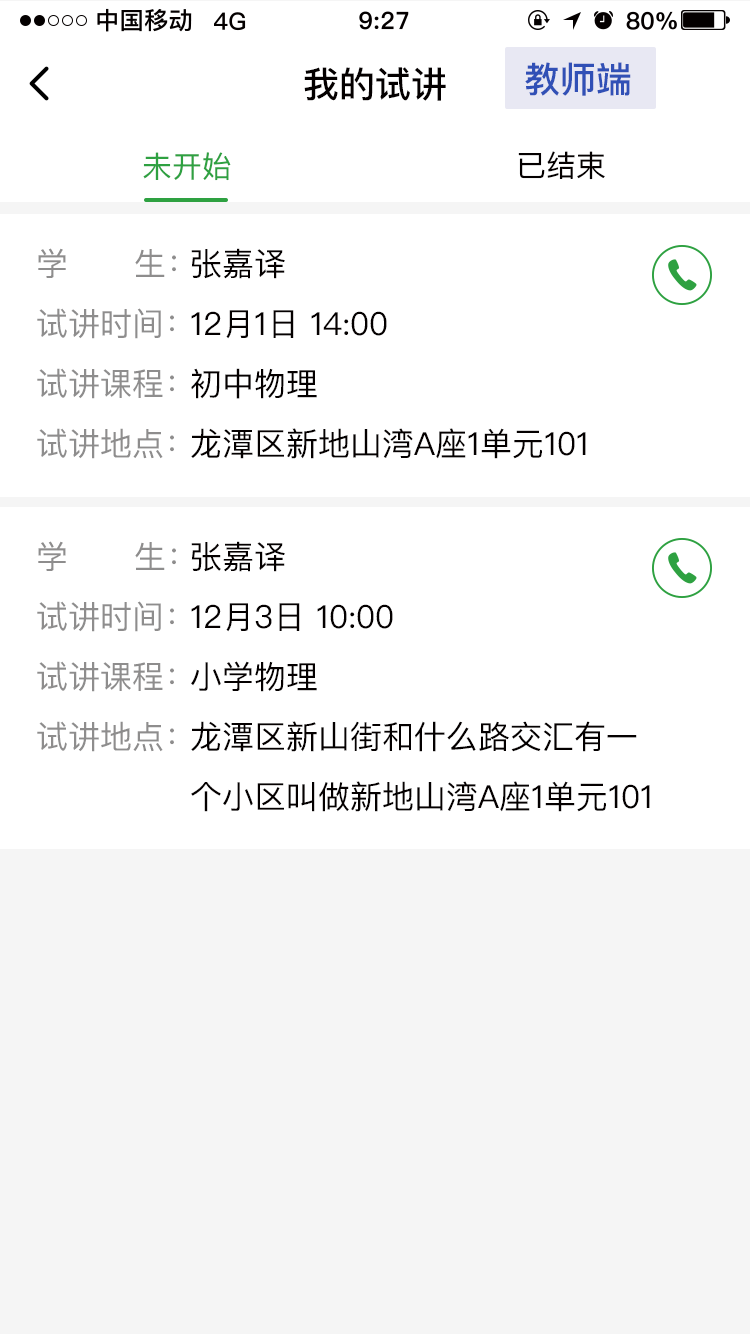 中国移动 4G 9:27 80%
我的试讲 教师端
未开始 已结束
学 生：张嘉译
试讲时间：12月1日 14:00
试讲课程：初中物理
试讲地点：龙潭区新地山湾A座1单元101
学 生：张嘉译
试讲时间：12月3日 10:00
试讲课程：小学物理
试讲地点：龙潭区新山街和什么路交汇有一
个小区叫做新地山湾A座1单元101